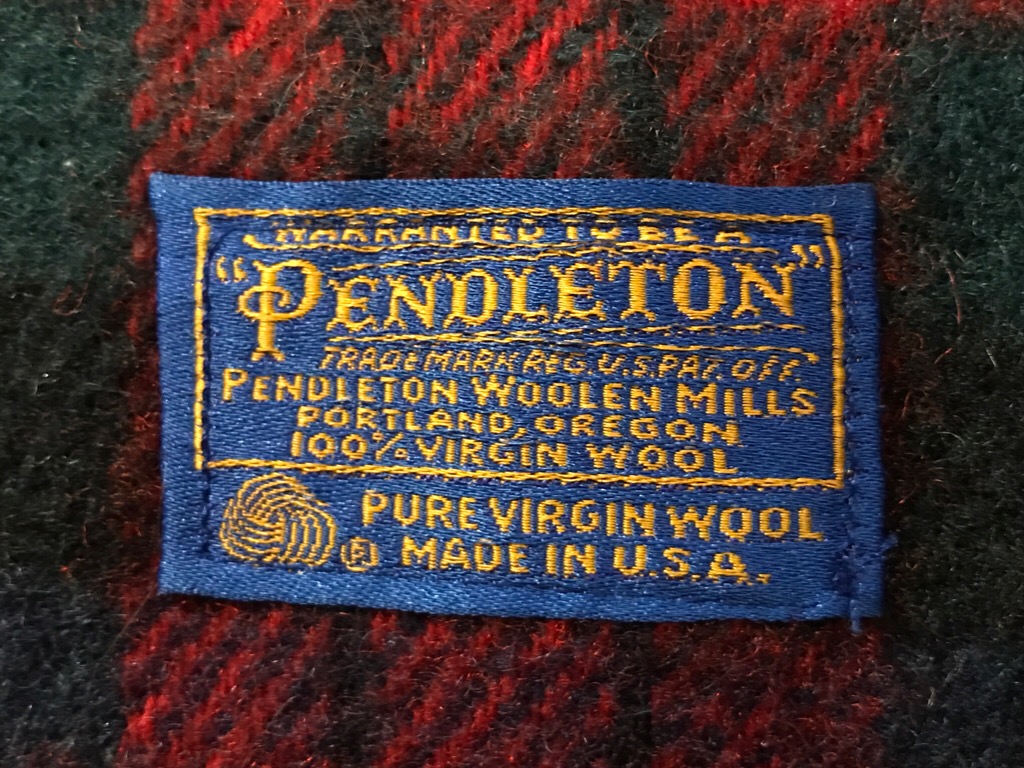 WARRANTED TO BE A
"PENDLETON"
TRADE MARK REG. U.S. PAT. OFF.
PENDLETON WOOLEN MILLS
PORTLAND, OREGON
100% VIRGIN WOOL
PURE VIRGIN WOOL
® MADE IN U.S.A.